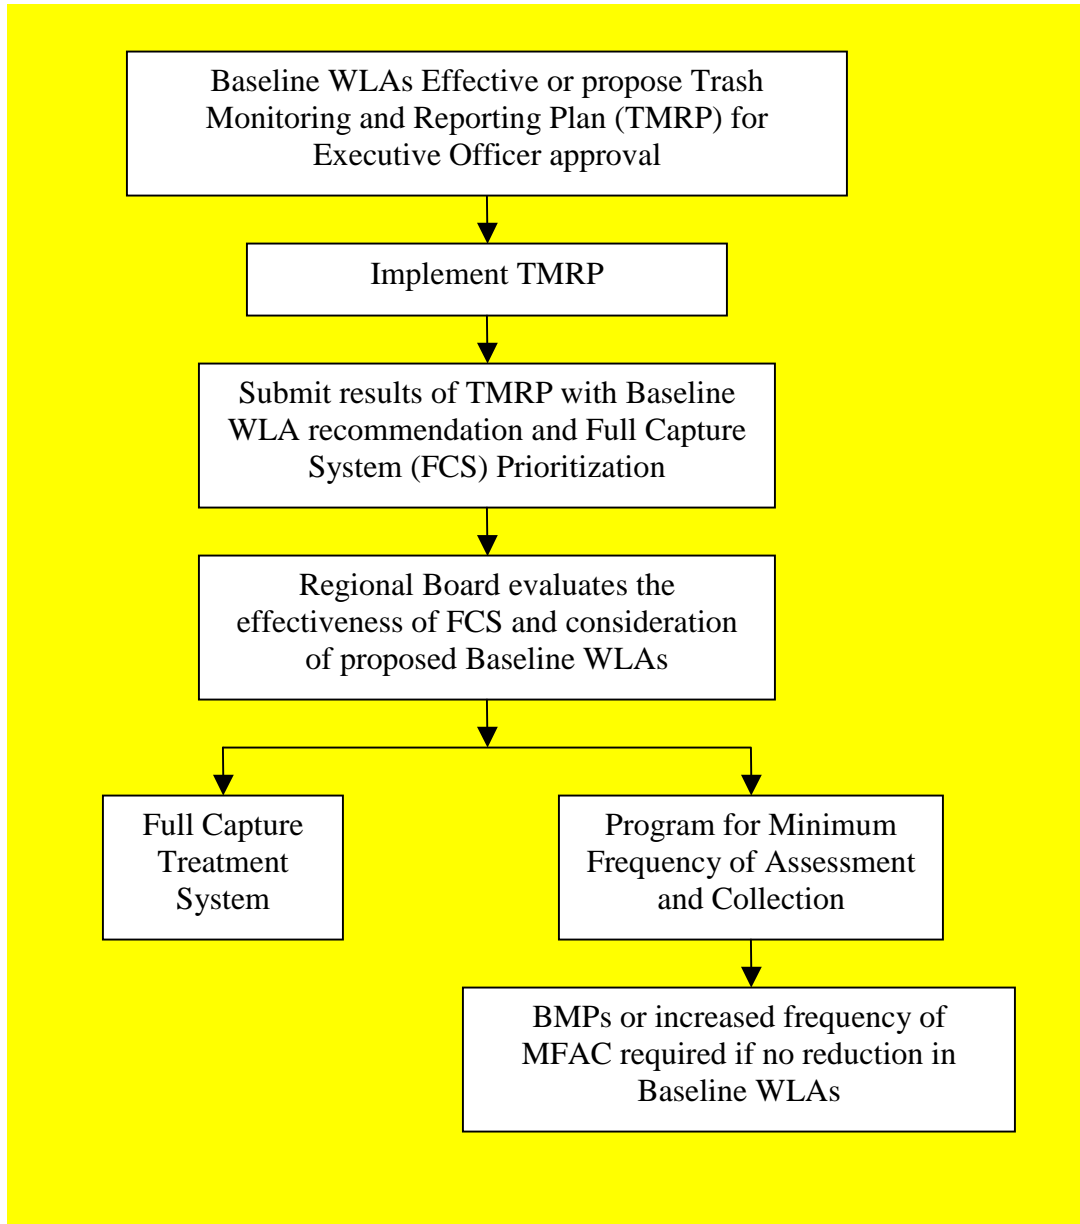 Baseline WLAs Effective or propose Trash
Monitoring and Reporting Plan (TMRP) for
Executive Officer approval
Implement TMRP
Submit results of TMRP with Baseline
WLA recommendation and Full Capture
System (FCS) Prioritization
Regional Board evaluates the
effectiveness of FCS and consideration
of proposed Baseline WLAs
Full Capture
Treatment
System
Program for Minimum
Frequency of Assessment
and Collection
BMPs or increased frequency of
MFAC required if no reduction in
Baseline WLAs